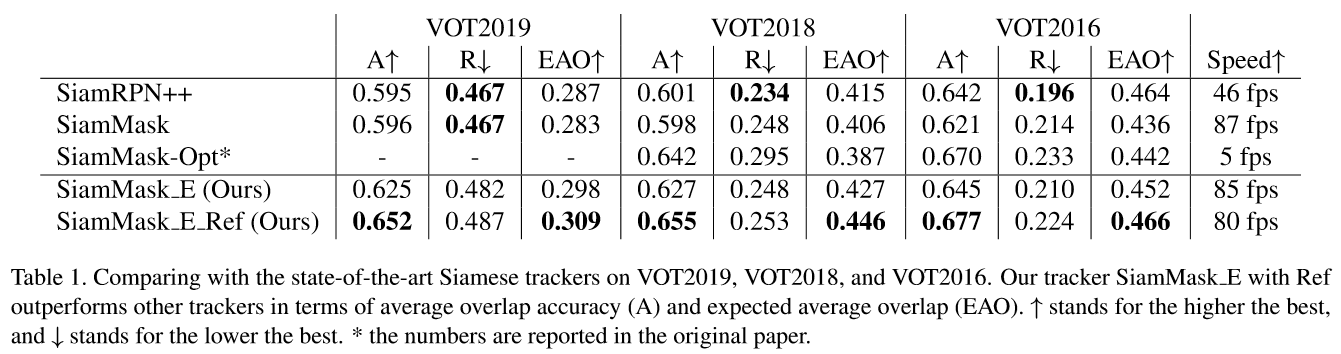 VOT2019 VOT2018 VOT2016
A↑ R↓ EAO↑ A↑ R↓ EAO↑ A↑ R↓ EAO↑ Speed↑
SiamRPN++ 0.595 0.467 0.287 0.601 0.234 0.415 0.642 0.196 0.464 46 fps
SiamMask 0.596 0.467 0.283 0.598 0.248 0.406 0.621 0.214 0.436 87 fps
SiamMask-Opt* - - - 0.642 0.295 0.387 0.670 0.233 0.442 5 fps
SiamMask_E (Ours) 0.625 0.482 0.298 0.627 0.248 0.427 0.645 0.210 0.452 85 fps
SiamMask_E_Ref (Ours) 0.652 0.487 0.309 0.655 0.253 0.446 0.677 0.224 0.466 80 fps
Table 1. Comparing with the state-of-the-art Siamese trackers on VOT2019, VOT2018, and VOT2016. Our tracker SiamMask_E with Ref
outperforms other trackers in terms of average overlap accuracy (A) and expected average overlap (EAO). ↑ stands for the higher the best,
and ↓ stands for the lower the best. * the numbers are reported in the original paper.